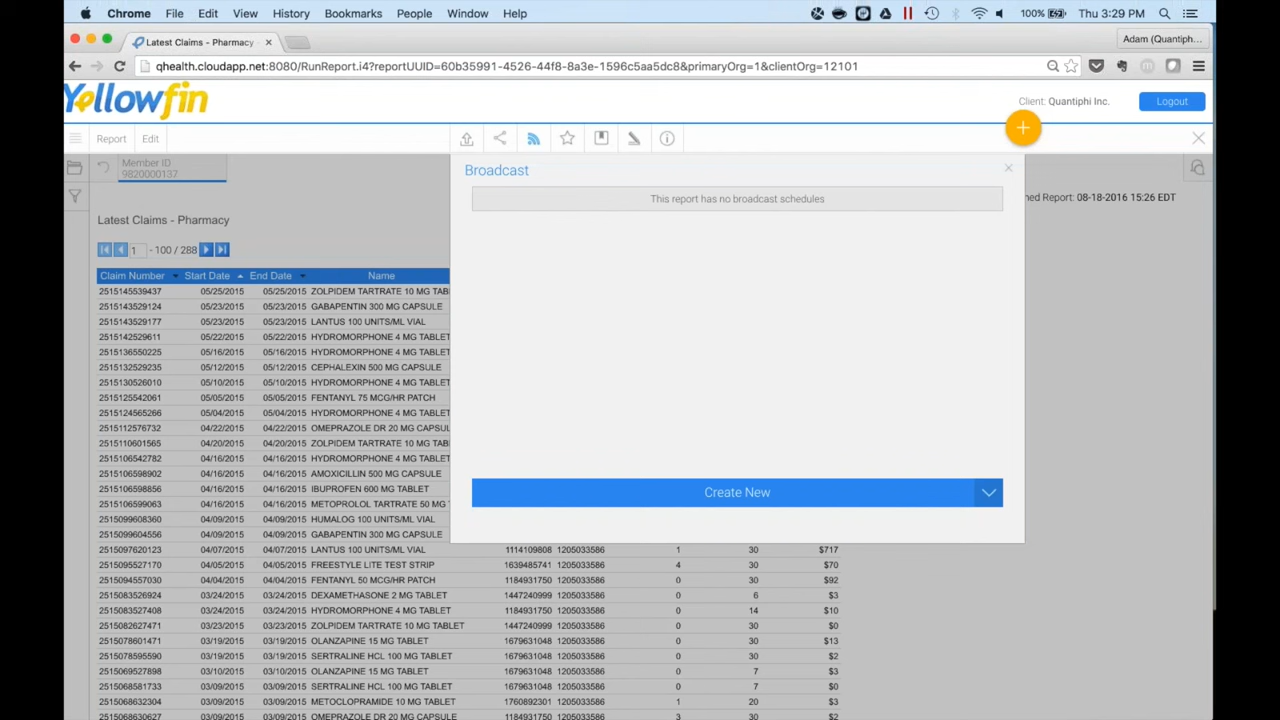 Chrome File Edit View History Bookmarks People Window Help 100% Thu 3:29 PM
Latest Claims - Pharmacy Adam (Quantiph...
qhealth.cloudapp.net:8080/RunReport.i4?reportUUID=60b35991-4526-44f8-8a3e-1596c5aa5dc8&primaryOrg=1&clientOrg=12101
Yellowfin
Client: Quantiphi Inc. Logout
Report Edit
Member ID
9820000137
Broadcast
This report has no broadcast schedules
ned Report: 08-18-2016 15:26 EDT
Latest Claims - Pharmacy
1 - 100 / 288
Claim Number Start Date End Date Name
2515145539437 05/25/2015 05/25/2015 ZOLPIDEM TARTRATE 10 MG TAB
2515143529124 05/23/2015 05/23/2015 GABAPENTIN 300 MG CAPSULE
2515143529177 05/23/2015 05/23/2015 LANTUS 100 UNITS/ML VIAL
2515142529611 05/22/2015 05/22/2015 HYDROMORPHONE 4 MG TABLET
2515136550225 05/16/2015 05/16/2015 HYDROMORPHONE 4 MG TABLET
2515132529235 05/12/2015 05/12/2015 CEPHALEXIN 500 MG CAPSULE
2515130526010 05/10/2015 05/10/2015 HYDROMORPHONE 4 MG TABLET
2515125542061 05/05/2015 05/05/2015 FENTANYL 75 MCG/HR PATCH
2515124565266 05/04/2015 05/04/2015 HYDROMORPHONE 4 MG TABLET
2515112576732 04/22/2015 04/22/2015 OMEPRAZOLE DR 20 MG CAPSUL
2515110601565 04/20/2015 04/20/2015 ZOLPIDEM TARTRATE 10 MG TAB
2515106542782 04/16/2015 04/16/2015 HYDROMORPHONE 4 MG TABLET
2515106598902 04/16/2015 04/16/2015 AMOXICILLIN 500 MG CAPSULE
2515106598856 04/16/2015 04/16/2015 IBUPROFEN 600 MG TABLET
2515106599063 04/16/2015 04/16/2015 METOPROLOL TARTRATE 50 MG
Create New
2515099608360 04/09/2015 04/09/2015 HUMALOG 100 UNITS/ML VIAL
2515099604556 04/09/2015 04/09/2015 GABAPENTIN 300 MG CAPSULE
2515097620123 04/07/2015 04/07/2015 LANTUS 100 UNITS/ML VIAL 1114109808 1205033586 1 30 $717
2515095527170 04/05/2015 04/05/2015 FREESTYLE LITE TEST STRIP 1639485741 1205033586 4 30 $70
2515094557030 04/04/2015 04/04/2015 FENTANYL 50 MCG/HR PATCH 1184931750 1205033586 0 30 $92
2515083526924 03/24/2015 03/24/2015 DEXAMETHASONE 2 MG TABLET 1447240999 1205033586 0 6 $3
2515083527408 03/24/2015 03/24/2015 HYDROMORPHONE 4 MG TABLET 1184931750 1205033586 0 14 $10
2515082627471 03/23/2015 03/23/2015 ZOLPIDEM TARTRATE 10 MG TABLET 1447240999 1205033586 0 30 $0
2515078601471 03/19/2015 03/19/2015 OLANZAPINE 15 MG TABLET 1679631048 1205033586 0 30 $13
2515078595590 03/19/2015 03/19/2015 SERTRALINE HCL 100 MG TABLET 1679631048 1205033586 0 30 $2
2515069527898 03/10/2015 03/10/2015 OLANZAPINE 15 MG TABLET 1679631048 1205033586 0 7 $3
2515068581733 03/09/2015 03/09/2015 SERTRALINE HCL 100 MG TABLET 1679631048 1205033586 0 7 $0
2515068632304 03/09/2015 03/09/2015 METOCLOPRAMIDE 10 MG TABLET 1760892301 1205033586 1 20 $3
2515068630627 03/09/2015 03/09/2015 OMEPRAZOLE DR 20 MG CAPSULE 1184931750 1205033586 3 30 $2